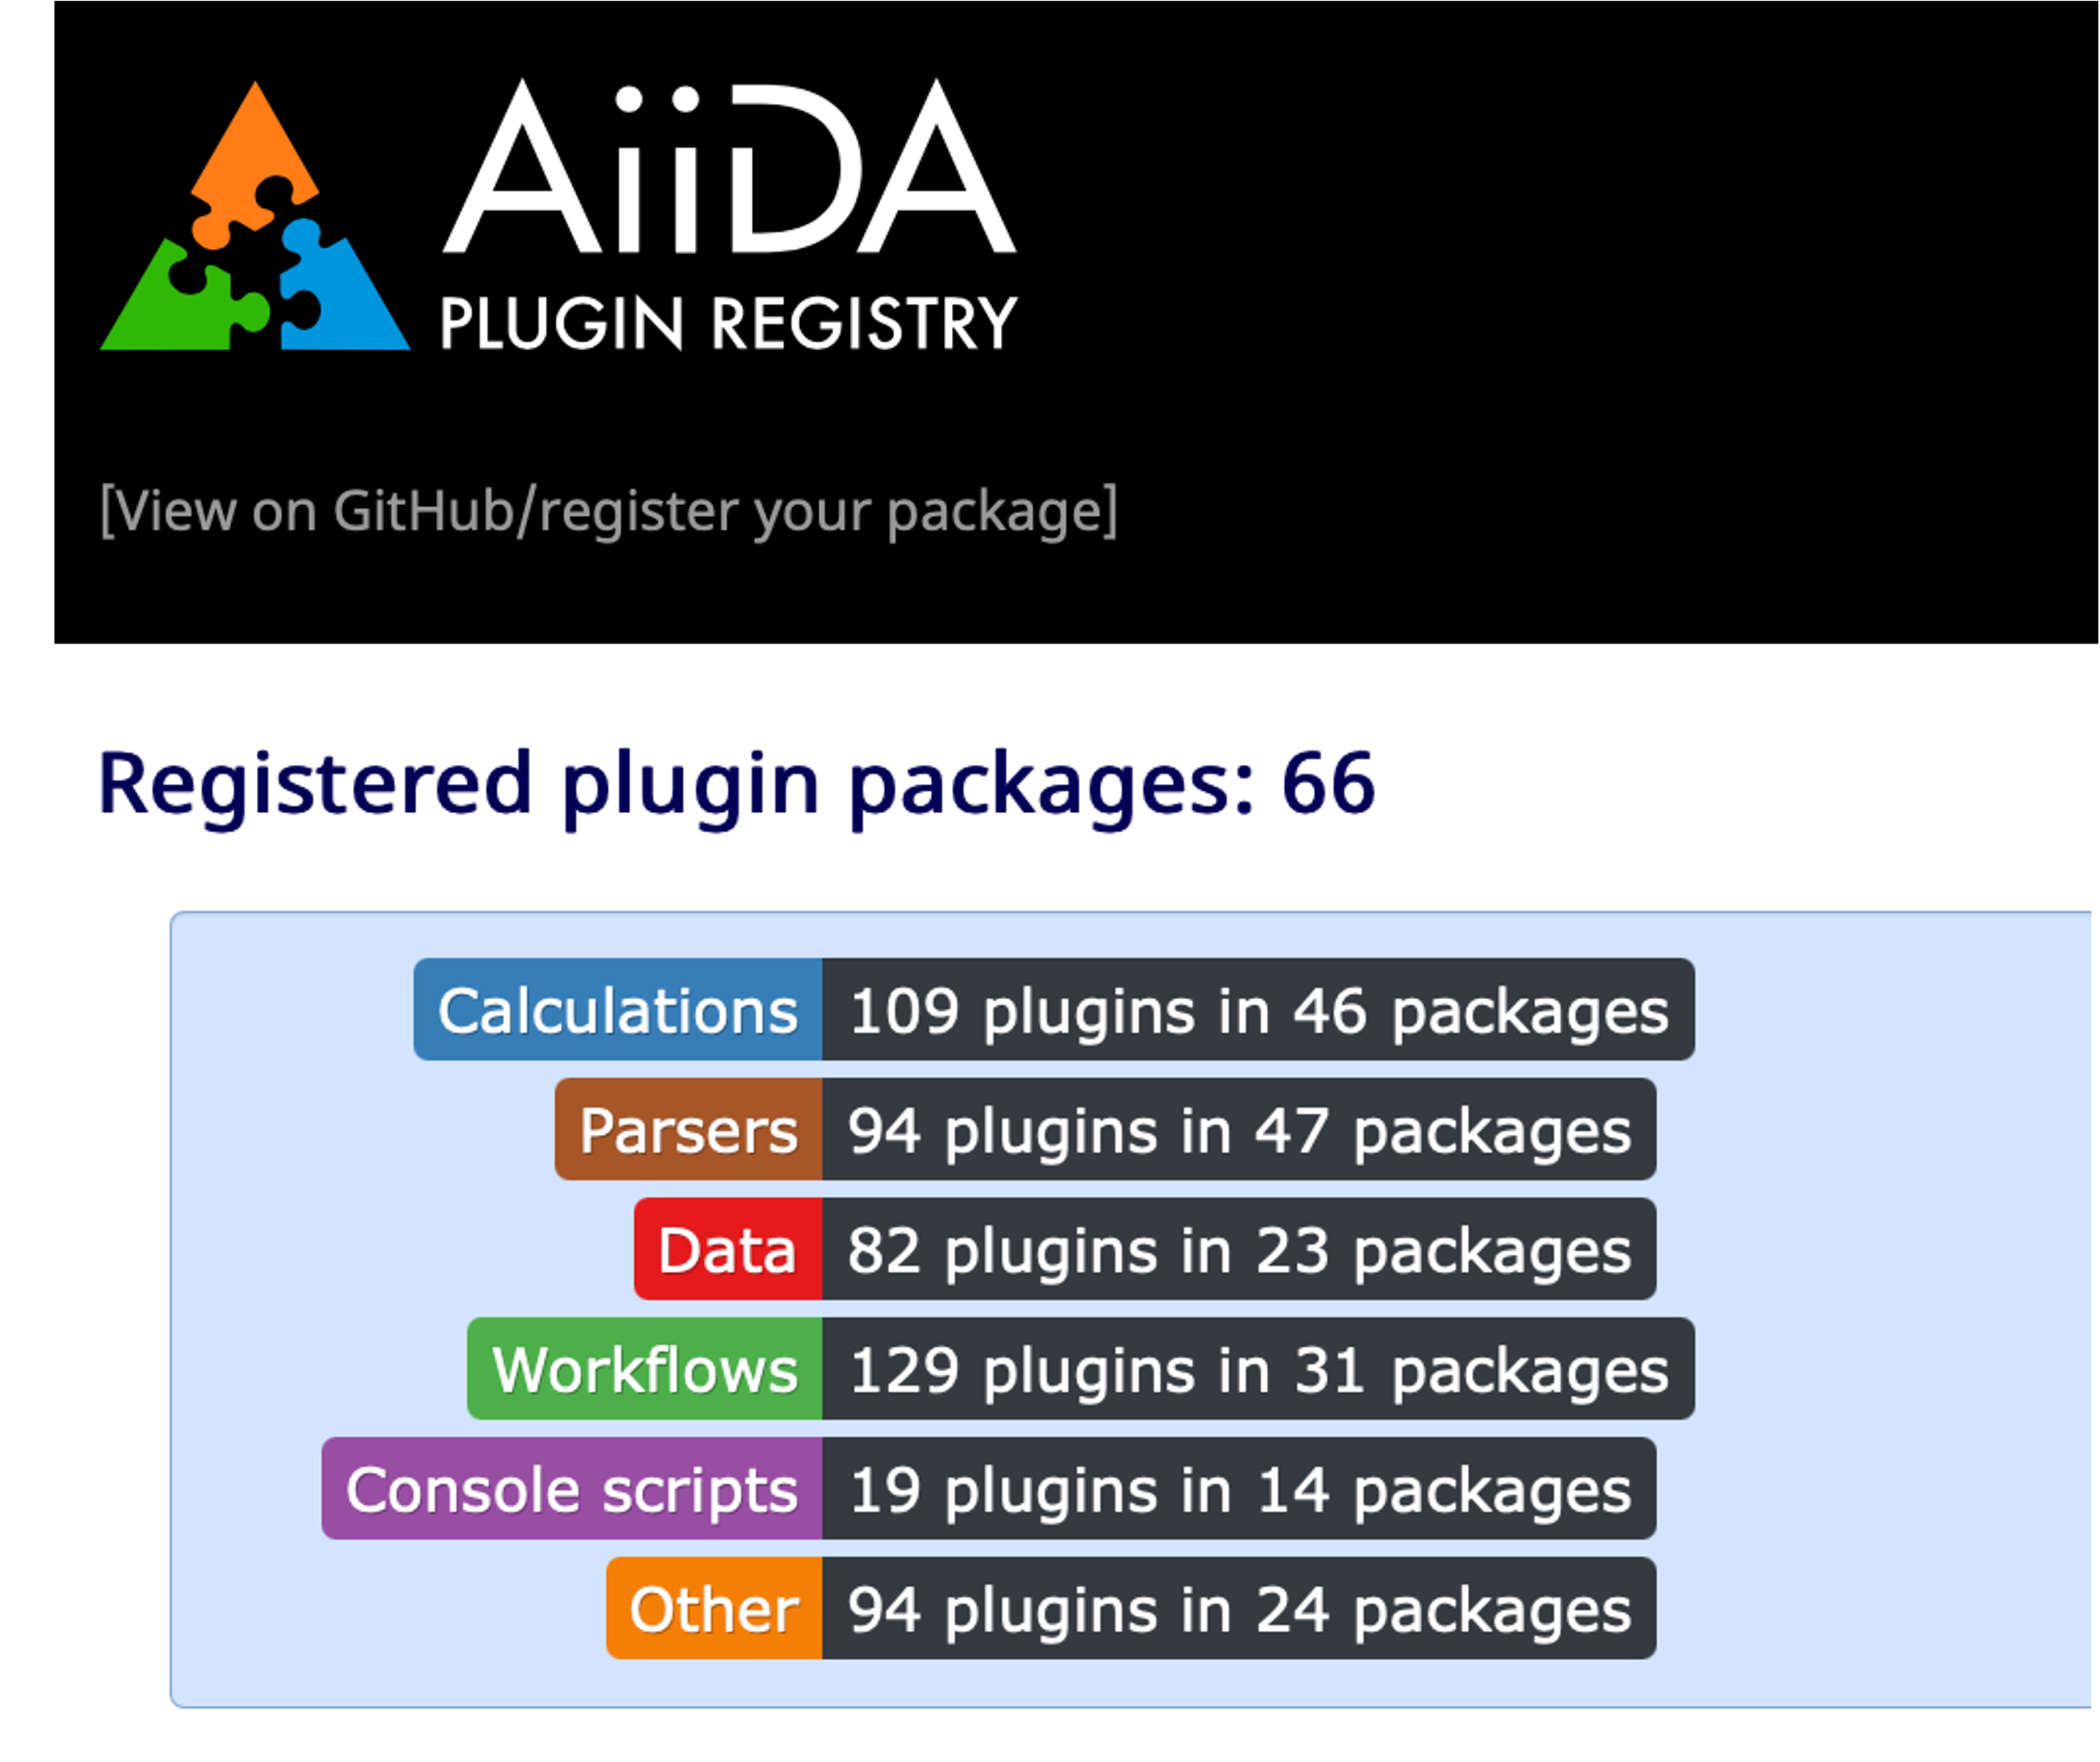 AiiDA
PLUGIN REGISTRY
[View on GitHub/register your package]
Registered plugin packages: 66
Calculations 109 plugins in 46 packages
Parsers 94 plugins in 47 packages
Data 82 plugins in 23 packages
Workflows 129 plugins in 31 packages
Console scripts 19 plugins in 14 packages
Other 94 plugins in 24 packages